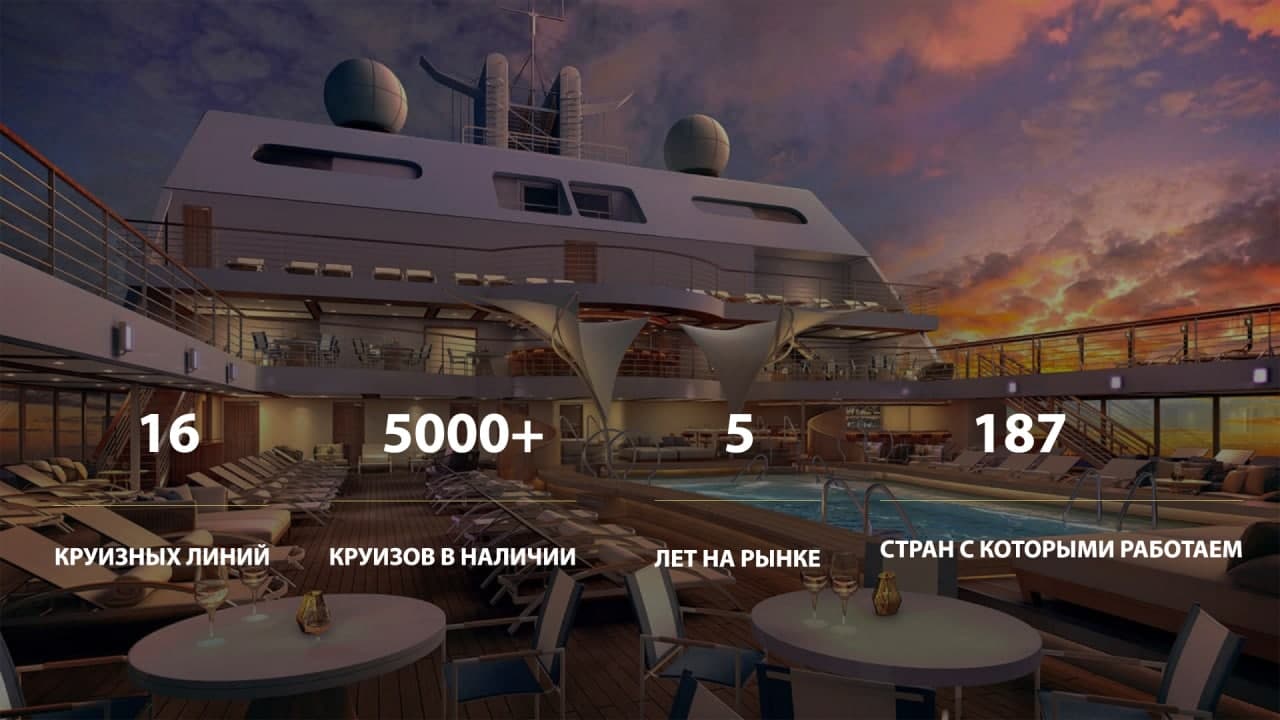 16
5000+
5
187
КРУИЗНЫХ ЛИНИЙ
КРУИЗОВ В НАЛИЧИИ
ЛЕТ НА РЫНКЕ
СТРАН С КОТОРЫМИ РАБОТАЕМ